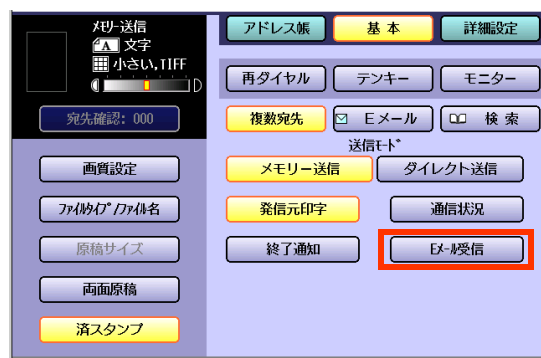 ﾒﾓﾘｰ送信
A 文字
小さい,TIFF
D
宛先確認: 000
画質設定
ﾌｧｲﾙﾀｲﾌﾟ/ﾌｧｲﾙ名
原稿サイズ
両面原稿
済スタンプ
アドレス帳
基 本
詳細設定
再ダイヤル
テンキー
モニター
複数宛先
Eメール
検 索
送信ﾓｰﾄﾞ
メモリー送信
ダイレクト送信
発信元印字
通信状況
終了通知
Eﾒｰﾙ受信